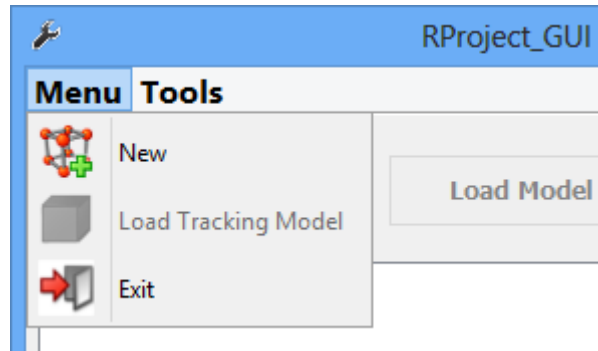 RProject_GUI
Menu Tools
New
Load Model
Load Tracking Model
Exit